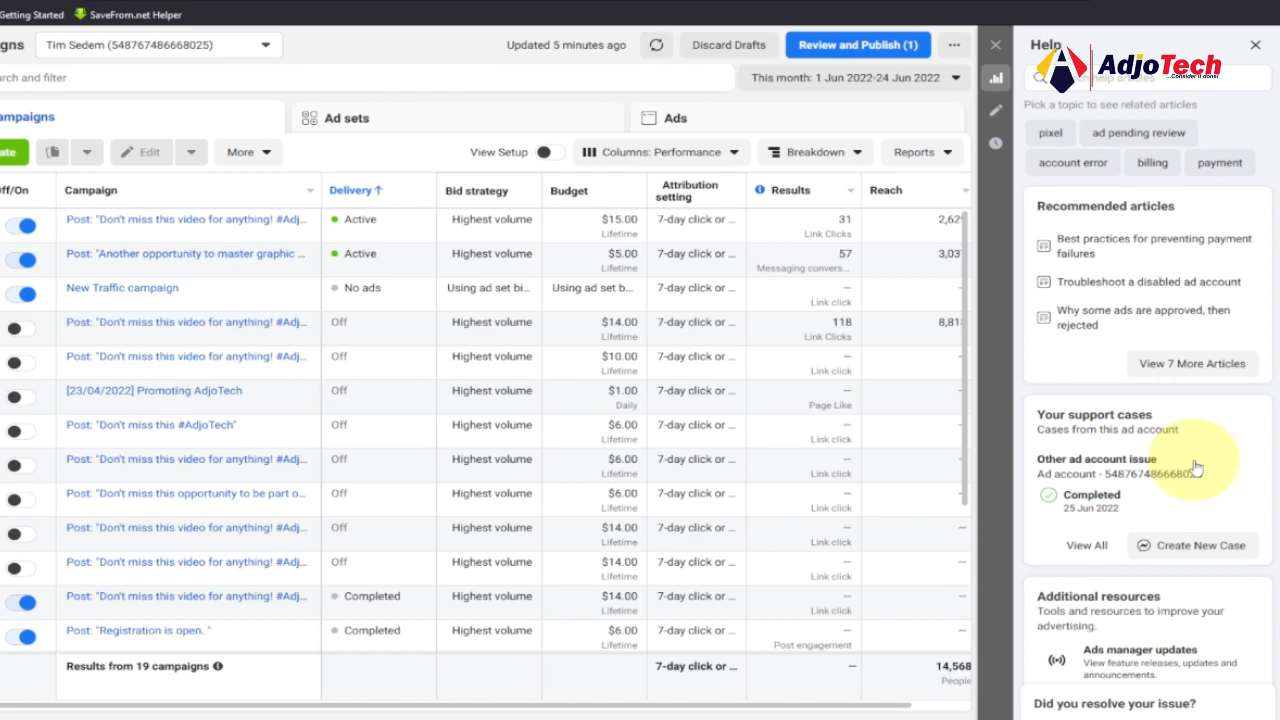 Getting Started SaveFrom.net Helper
Tim Sedem (548767486668025)
Updated 5 minutes ago
Discard Drafts
Review and Publish (1)
Help
AdjoTech
...Consider it done!
and filter
This month: 1 Jun 2022-24 Jun 2022
help articles
Pick a topic to see related articles
Ad sets
Ads
pixel
ad pending review
Edit
More
View Setup
Columns: Performance
Breakdown
Reports
account error
billing
payment
Off/On
Campaign
Delivery
Bid strategy
Budget
Attribution
setting
Results
Reach
Post: "Don't miss this video for anything! #Adj...
Active
Highest volume
$15.00
Lifetime
7-day click or ...
31
Link Clicks
Post: "Another opportunity to master graphic ...
Active
Highest volume
$5.00
Lifetime
7-day click or ...
57
Messaging convers...
New Traffic campaign
No ads
Using ad set bi...
Using ad set b...
7-day click or ...
—
Link click
Post: "Don't miss this video for anything! #Adj...
Off
Highest volume
$14.00
Lifetime
7-day click or ...
118
Link Clicks
Post: "Don't miss this video for anything! #Adj...
Off
Highest volume
$10.00
Lifetime
7-day click or ...
—
Link click
[23/04/2022] Promoting AdjoTech
Off
Highest volume
$1.00
Daily
7-day click or ...
—
Page Like
Post: "Don't miss this #AdjoTech"
Off
Highest volume
$6.00
Lifetime
7-day click or ...
—
Link click
Post: "Don't miss this video for anything! #Adj...
Off
Highest volume
$6.00
Lifetime
7-day click or ...
—
Link click
Post: "Don't miss this opportunity to be part o...
Off
Highest volume
$6.00
Lifetime
7-day click or ...
—
Link click
Post: "Don't miss this video for anything! #Adj...
Off
Highest volume
$14.00
Lifetime
7-day click or ...
—
Link click
Post: "Don't miss this video for anything! #Adj...
Off
Highest volume
$14.00
Lifetime
7-day click or ...
—
Link click
Post: "Don't miss this video for anything! #Adj...
Completed
Highest volume
$14.00
Lifetime
7-day click or ...
—
Link click
Post: "Registration is open. "
Completed
Highest volume
$6.00
Lifetime
7-day click or ...
—
Post engagement
Results from 19 campaigns
7-day click or ...
—
14,568
People
Recommended articles
Best practices for preventing payment
failures
Troubleshoot a disabled ad account
Why some ads are approved, then
rejected
View 7 More Articles
Your support cases
Cases from this ad account
Other ad account issue
Ad account -
Completed
25 Jun 2022
View All
Create New Case
Additional resources
Tools and resources to improve your
advertising.
Ads manager updates
View feature releases, updates and
announcements.
Did you resolve your issue?